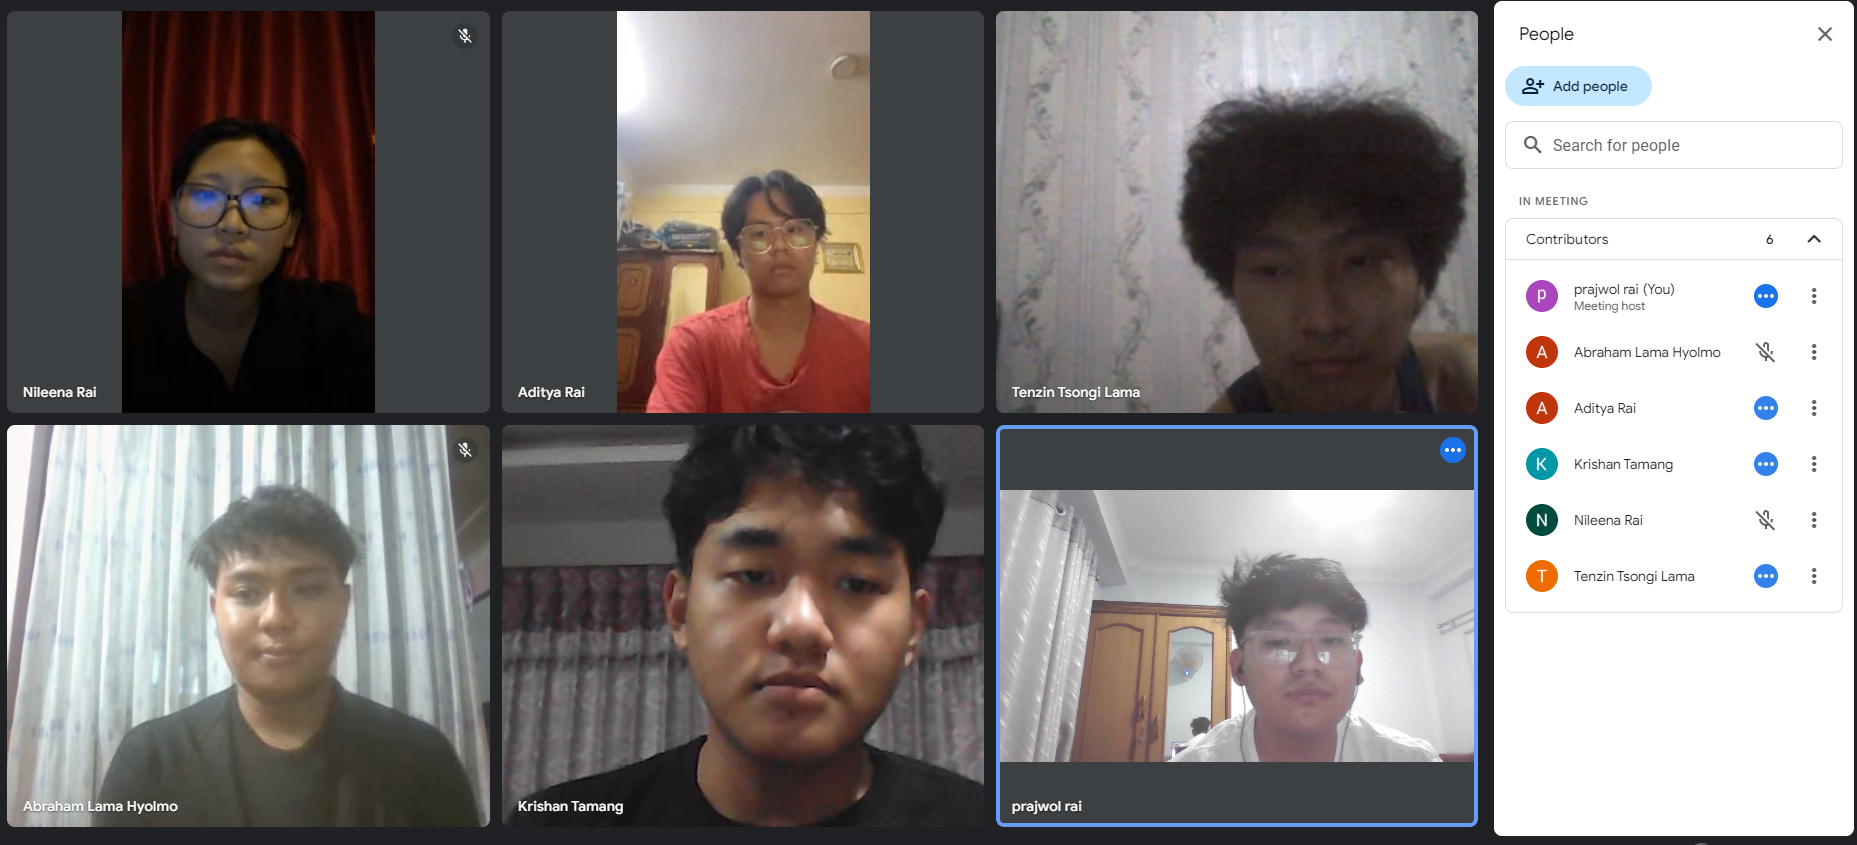 Nileena Rai
Aditya Rai
Tenzin Tsongi Lama
Abraham Lama Hyolmo
Krishan Tamang
prajwol rai
People
Add people
Search for people
IN MEETING
Contributors 6
p prajwol rai (You)
Meeting host
A Abraham Lama Hyolmo
A Aditya Rai
K Krishan Tamang
N Nileena Rai
T Tenzin Tsongi Lama